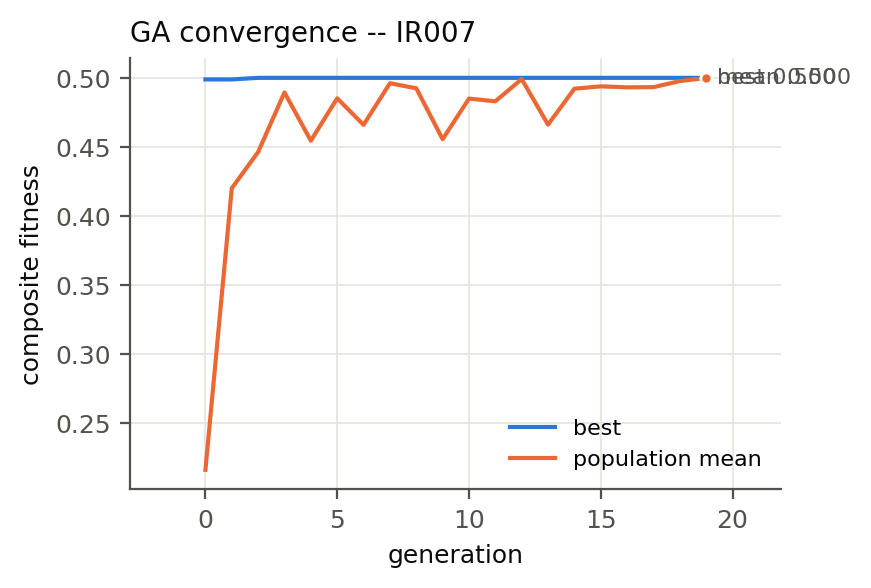 GA convergence -- IR007
composite fitness
0.50
0.45
0.40
0.35
0.30
0.25
best
population mean
0
5
10
15
20
generation